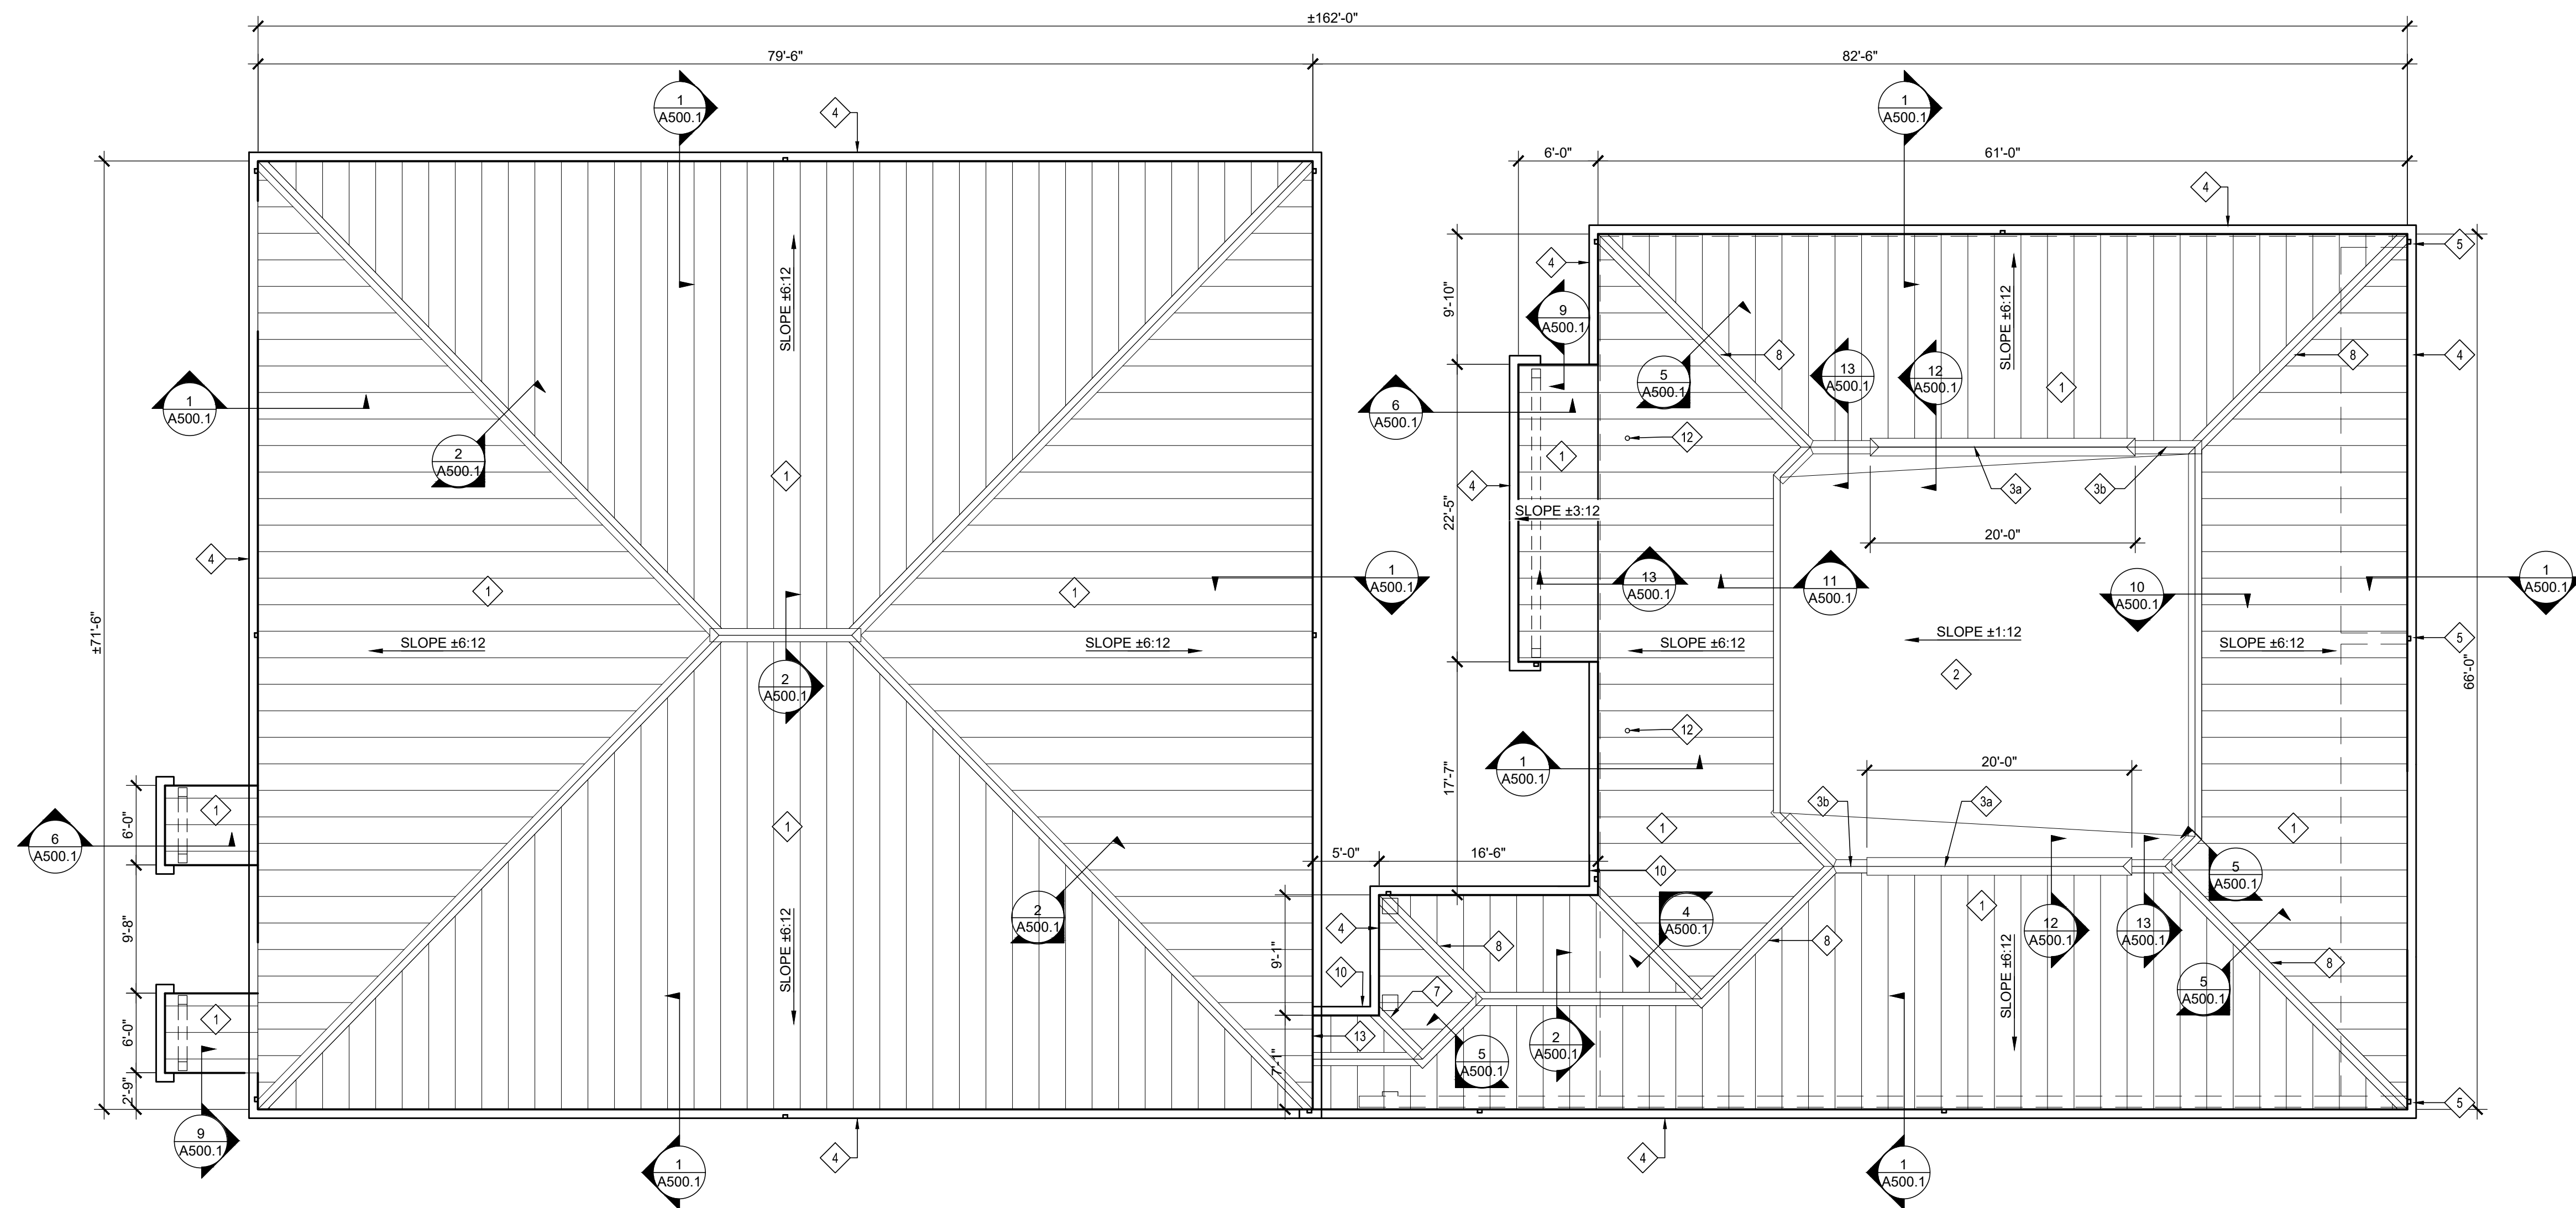 ±162'-0"
79'-6"
82'-6"
1
A500.1
4
1
A500.1
6'-0"
61'-0"
4
5
4
9'-10"
SLOPE ±6:12
SLOPE ±6:12
9
A500.1
8
8
4
5
A500.1
13
A500.1
12
A500.1
1
1
A500.1
6
A500.1
2
A500.1
12
1
1
4
3a
3b
22'-5"
SLOPE ±3:12
20'-0"
4
1
1
1
A500.1
13
A500.1
11
A500.1
10
A500.1
1
A500.1
±71'-6"
SLOPE ±6:12
SLOPE ±6:12
SLOPE ±6:12
SLOPE ±1:12
SLOPE ±6:12
5
66'-0"
2
2
A500.1
12
1
A500.1
17'-7"
20'-0"
1
6'-0"
6
A500.1
1
1
3b
3a
1
5'-0"
16'-6"
10
5
A500.1
2
A500.1
4
A500.1
1
12
A500.1
13
A500.1
9'-8"
SLOPE ±6:12
4
9'-1"
8
8
SLOPE ±6:12
8
10
7
5
A500.1
1
6'-0"
13
2
A500.1
5
A500.1
7'-1"
2'-9"
5
9
A500.1
4
4
1
A500.1
1
A500.1